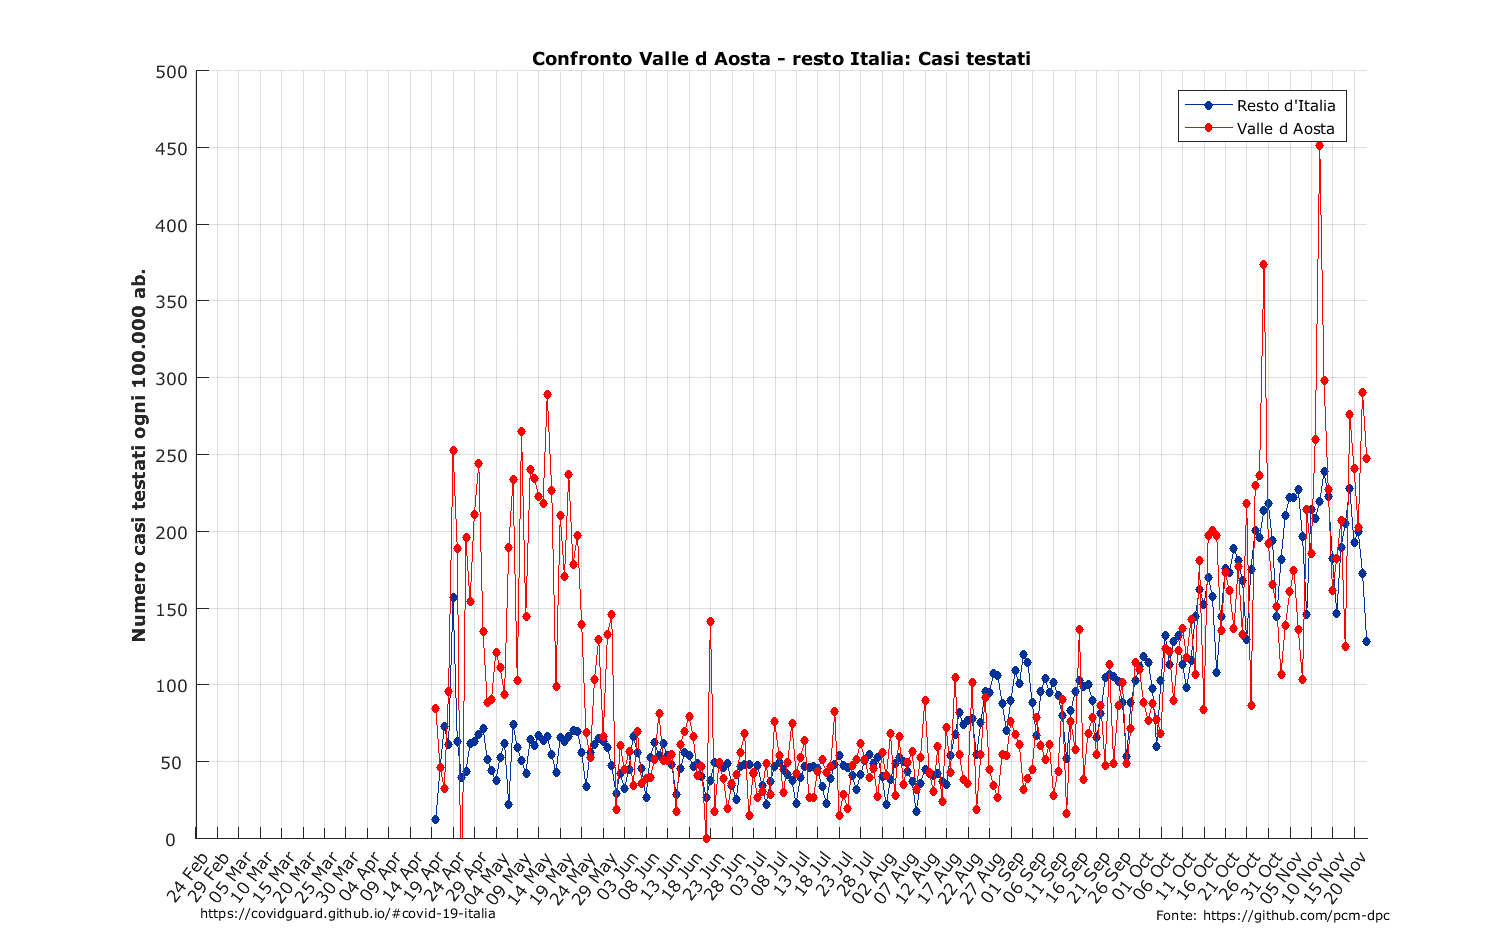 Confronto Valle d Aosta - resto Italia: Casi testati
Resto d'Italia
Valle d Aosta
Numero casi testati ogni 100.000 ab.
500
450
400
350
300
250
200
150
100
50
0
24 Feb
29 Feb
05 Mar
10 Mar
15 Mar
20 Mar
25 Mar
30 Mar
04 Apr
09 Apr
14 Apr
19 Apr
24 Apr
29 Apr
04 May
09 May
14 May
19 May
24 May
29 May
03 Jun
08 Jun
13 Jun
18 Jun
23 Jun
28 Jun
03 Jul
08 Jul
13 Jul
18 Jul
23 Jul
28 Jul
02 Aug
07 Aug
12 Aug
17 Aug
22 Aug
27 Aug
01 Sep
06 Sep
11 Sep
16 Sep
21 Sep
26 Sep
01 Oct
06 Oct
11 Oct
16 Oct
21 Oct
26 Oct
31 Oct
05 Nov
10 Nov
15 Nov
20 Nov
https://covidguard.github.io/#covid-19-italia
Fonte: https://github.com/pcm-dpc